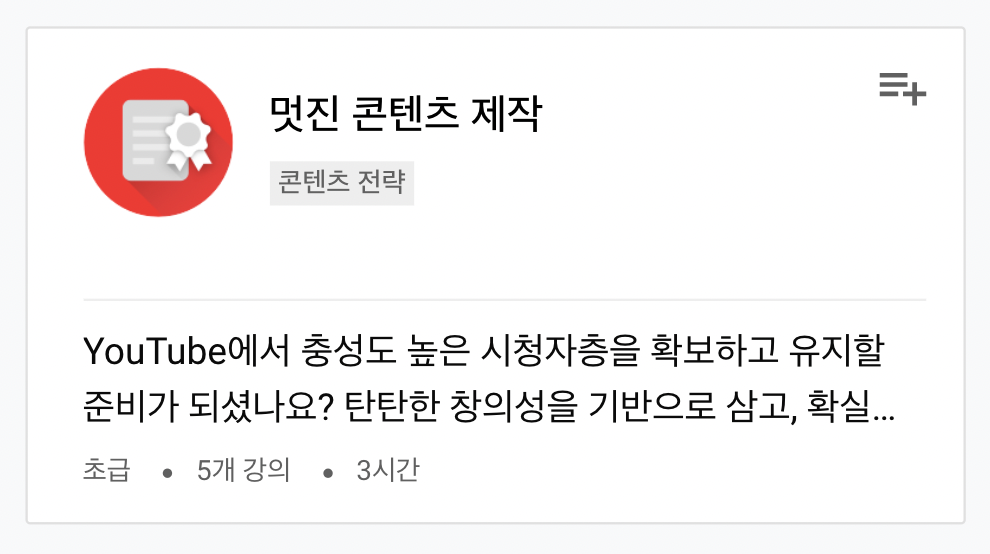 멋진 콘텐츠 제작
콘텐츠 전략
YouTube에서 충성도 높은 시청자층을 확보하고 유지할
준비가 되셨나요? 탄탄한 창의성을 기반으로 삼고, 확실...
초급 • 5개 강의 • 3시간